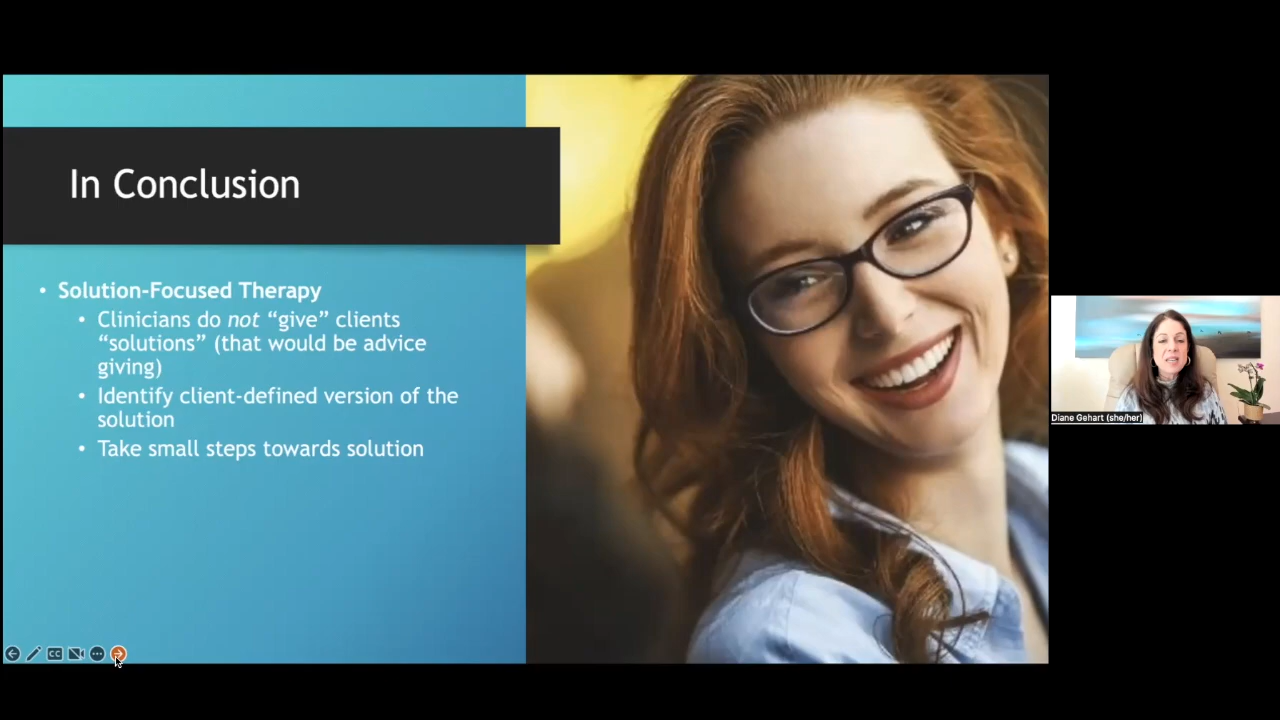 In Conclusion
• Solution-Focused Therapy
• Clinicians do not “give” clients
“solutions” (that would be advice
giving)
• Identify client-defined version of the
solution
• Take small steps towards solution
Diane Gehart (she/her)
CC